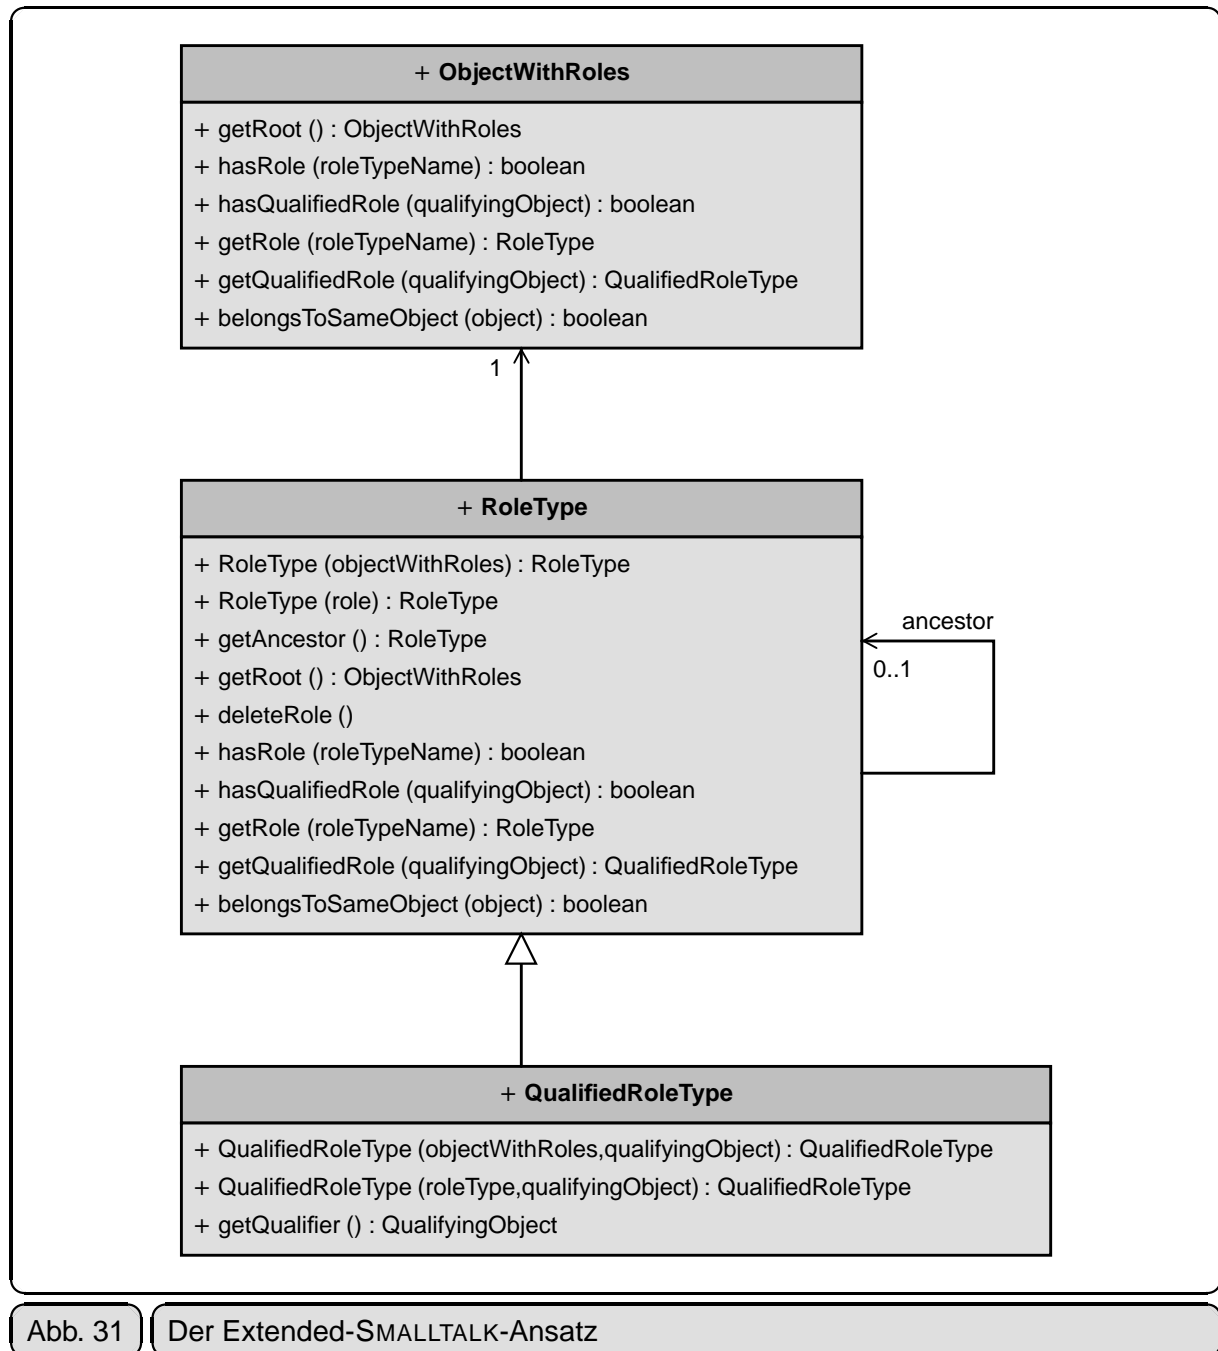 + ObjectWithRoles
+ getRoot () : ObjectWithRoles
+ hasRole (roleTypeName) : boolean
+ hasQualifiedRole (qualifyingObject) : boolean
+ getRole (roleTypeName) : RoleType
+ getQualifiedRole (qualifyingObject) : QualifiedRoleType
+ belongsToSameObject (object) : boolean
1
+ RoleType
+ RoleType (objectWithRoles) : RoleType
+ RoleType (role) : RoleType
+ getAncestor () : RoleType
+ getRoot () : ObjectWithRoles
+ deleteRole ()
+ hasRole (roleTypeName) : boolean
+ hasQualifiedRole (qualifyingObject) : boolean
+ getRole (roleTypeName) : RoleType
+ getQualifiedRole (qualifyingObject) : QualifiedRoleType
+ belongsToSameObject (object) : boolean
ancestor
0..1
+ QualifiedRoleType
+ QualifiedRoleType (objectWithRoles,qualifyingObject) : QualifiedRoleType
+ QualifiedRoleType (roleType,qualifyingObject) : QualifiedRoleType
+ getQualifier () : QualifyingObject
Abb. 31 Der Extended-SMALLTALK-Ansatz